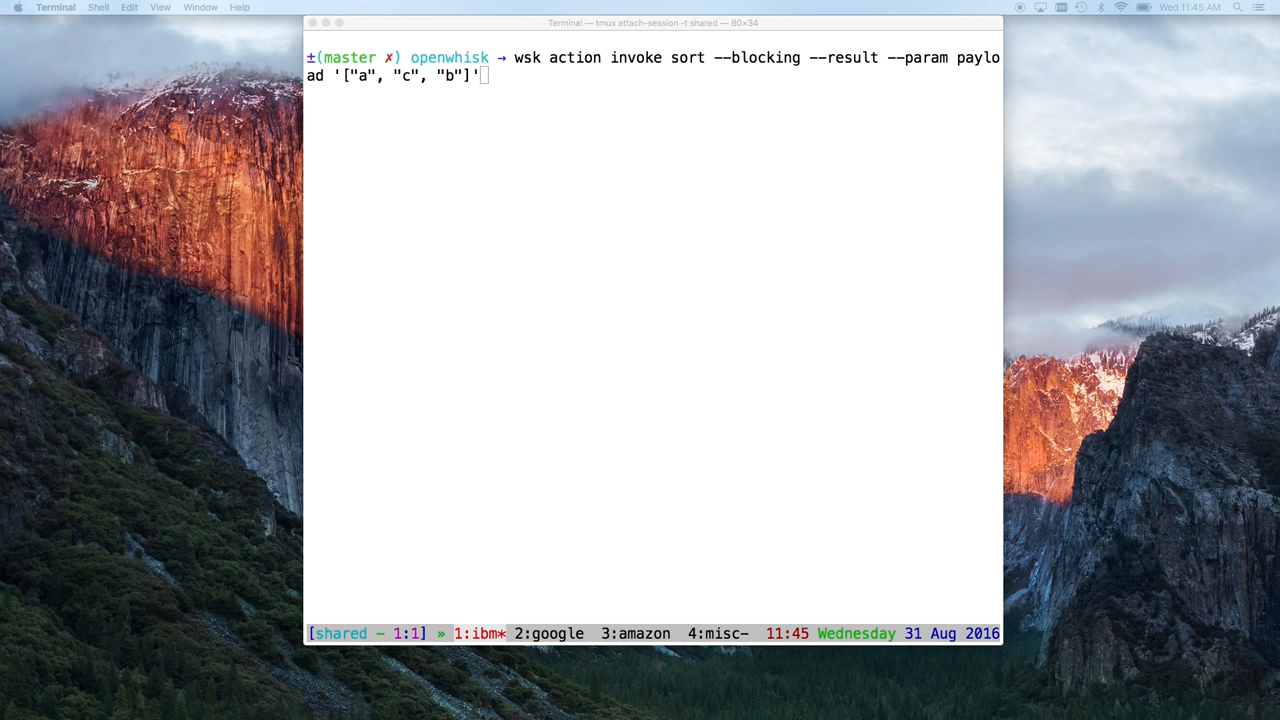 Terminal Shell Edit View Window Help Wed 11:45 AM
Terminal — tmux attach-session -t shared — 80×34
±(master ✗) openwhisk → wsk action invoke sort --blocking --result --param paylo
ad '["a", "c", "b"]'
[shared - 1:1] » 1:ibm* 2:google 3:amazon 4:misc- 11:45 Wednesday 31 Aug 2016